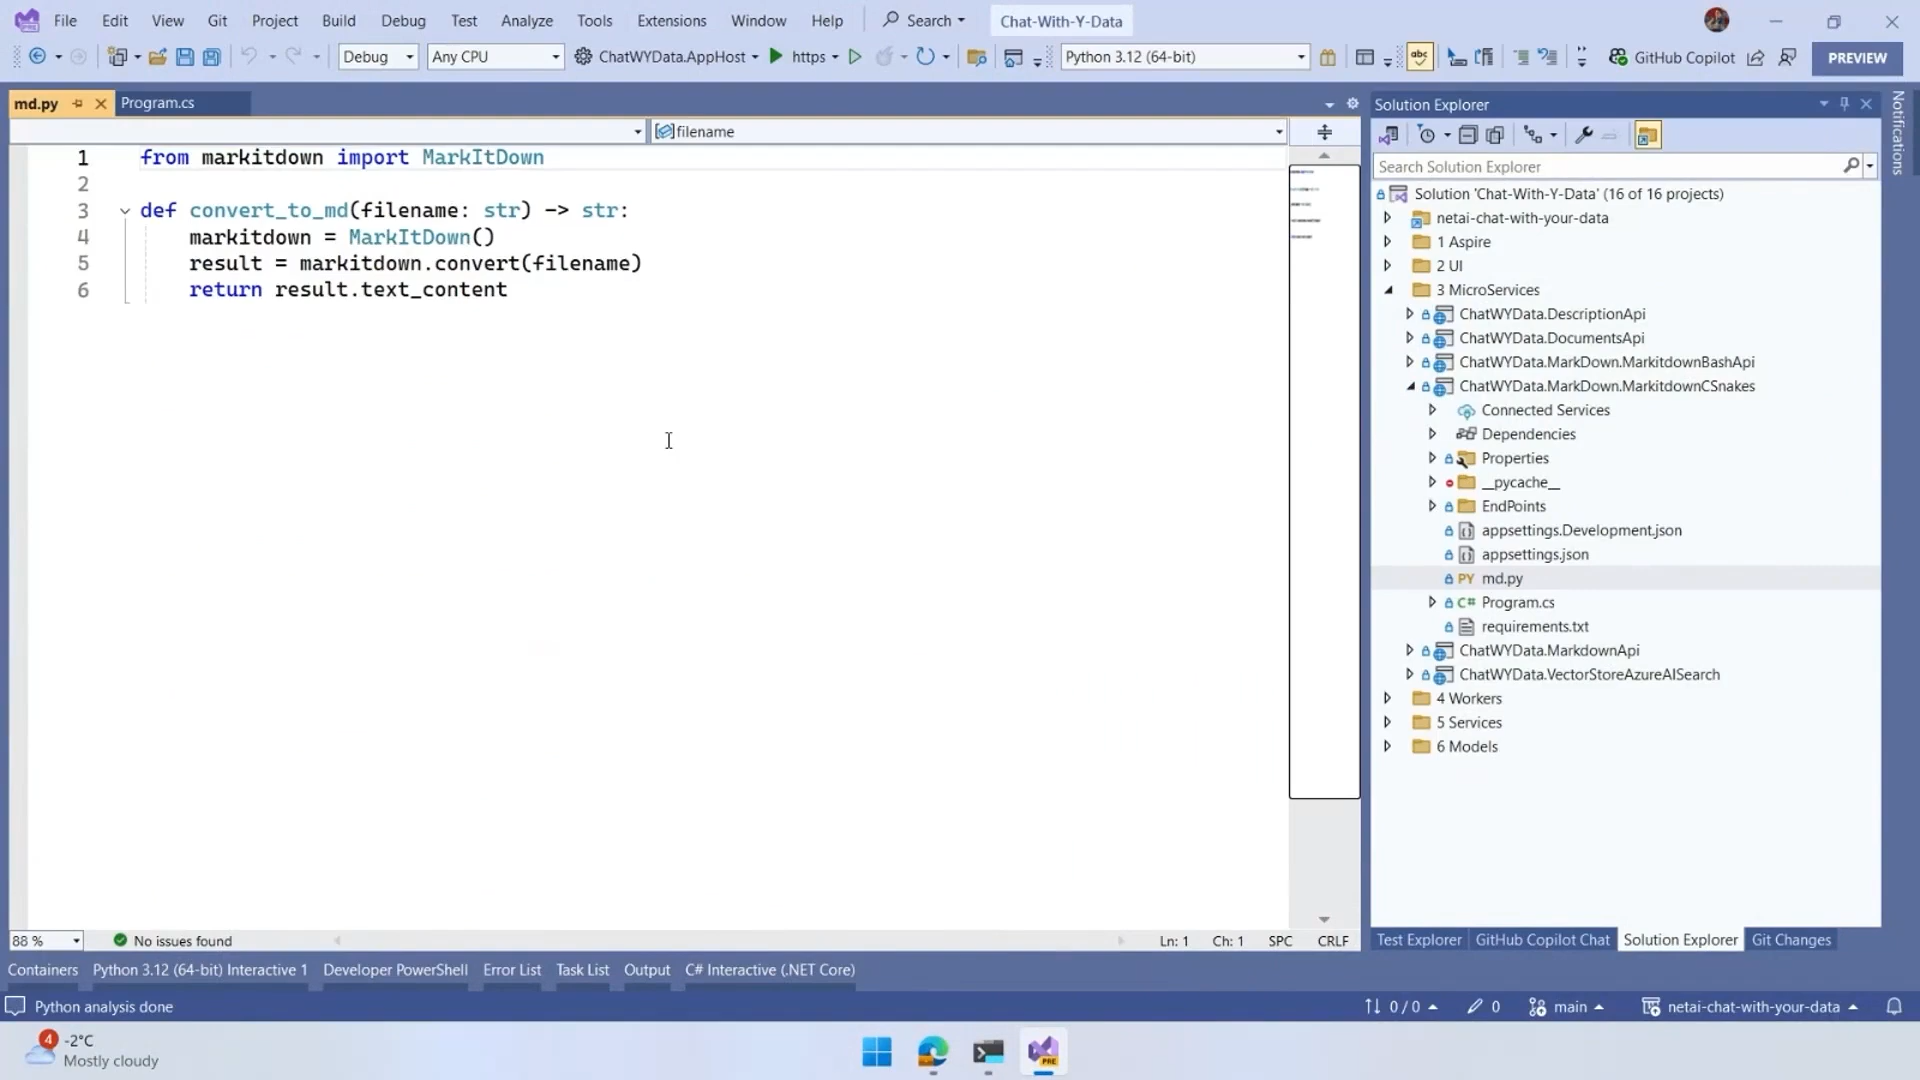 File Edit View Git Project Build Debug Test Analyze Tools Extensions Window Help Search Chat-With-Y-Data
Debug Any CPU ChatWYData.AppHost https Python 3.12 (64-bit) abc GitHub Copilot PREVIEW
md.py Program.cs
filename
1 from markitdown import MarkItDown
2
3 def convert_to_md(filename: str) -> str:
4 markitdown = MarkItDown()
5 result = markitdown.convert(filename)
6 return result.text_content
88 % No issues found Ln: 1 Ch: 1 SPC CRLF
Solution Explorer
Search Solution Explorer
Solution 'Chat-With-Y-Data' (16 of 16 projects)
netai-chat-with-your-data
1 Aspire
2 UI
3 MicroServices
ChatWYData.DescriptionApi
ChatWYData.DocumentsApi
ChatWYData.MarkDown.MarkitdownBashApi
ChatWYData.MarkDown.MarkitdownCSnakes
Connected Services
Dependencies
Properties
__pycache__
EndPoints
appsettings.Development.json
appsettings.json
PY md.py
C# Program.cs
requirements.txt
ChatWYData.MarkdownApi
ChatWYData.VectorStoreAzureAISearch
4 Workers
5 Services
6 Models
Test Explorer GitHub Copilot Chat Solution Explorer Git Changes
Notifications
Containers Python 3.12 (64-bit) Interactive 1 Developer PowerShell Error List Task List Output C# Interactive (.NET Core)
Python analysis done 0 / 0 0 main netai-chat-with-your-data
4 -2°C
Mostly cloudy
PRE